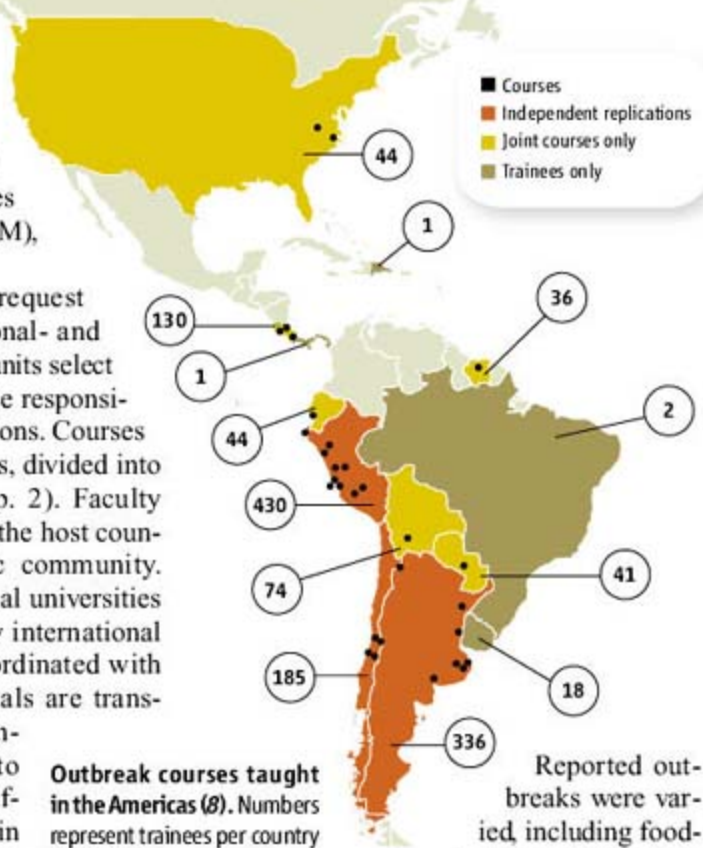 Courses
Independent replications
Joint courses only
Trainees only
44
1
130
36
1
2
44
430
74
41
185
18
336
es
M),
request
onal- and
units select
e responsi-
ons. Courses
s, divided into
p. 2). Faculty
the host coun-
c community.
al universities
y international
ordinated with
als are trans-
n-
to
f-
in
Outbreak courses taught
in the Americas (8). Numbers
represent trainees per country
Reported out-
breaks were var-
ied, including food-